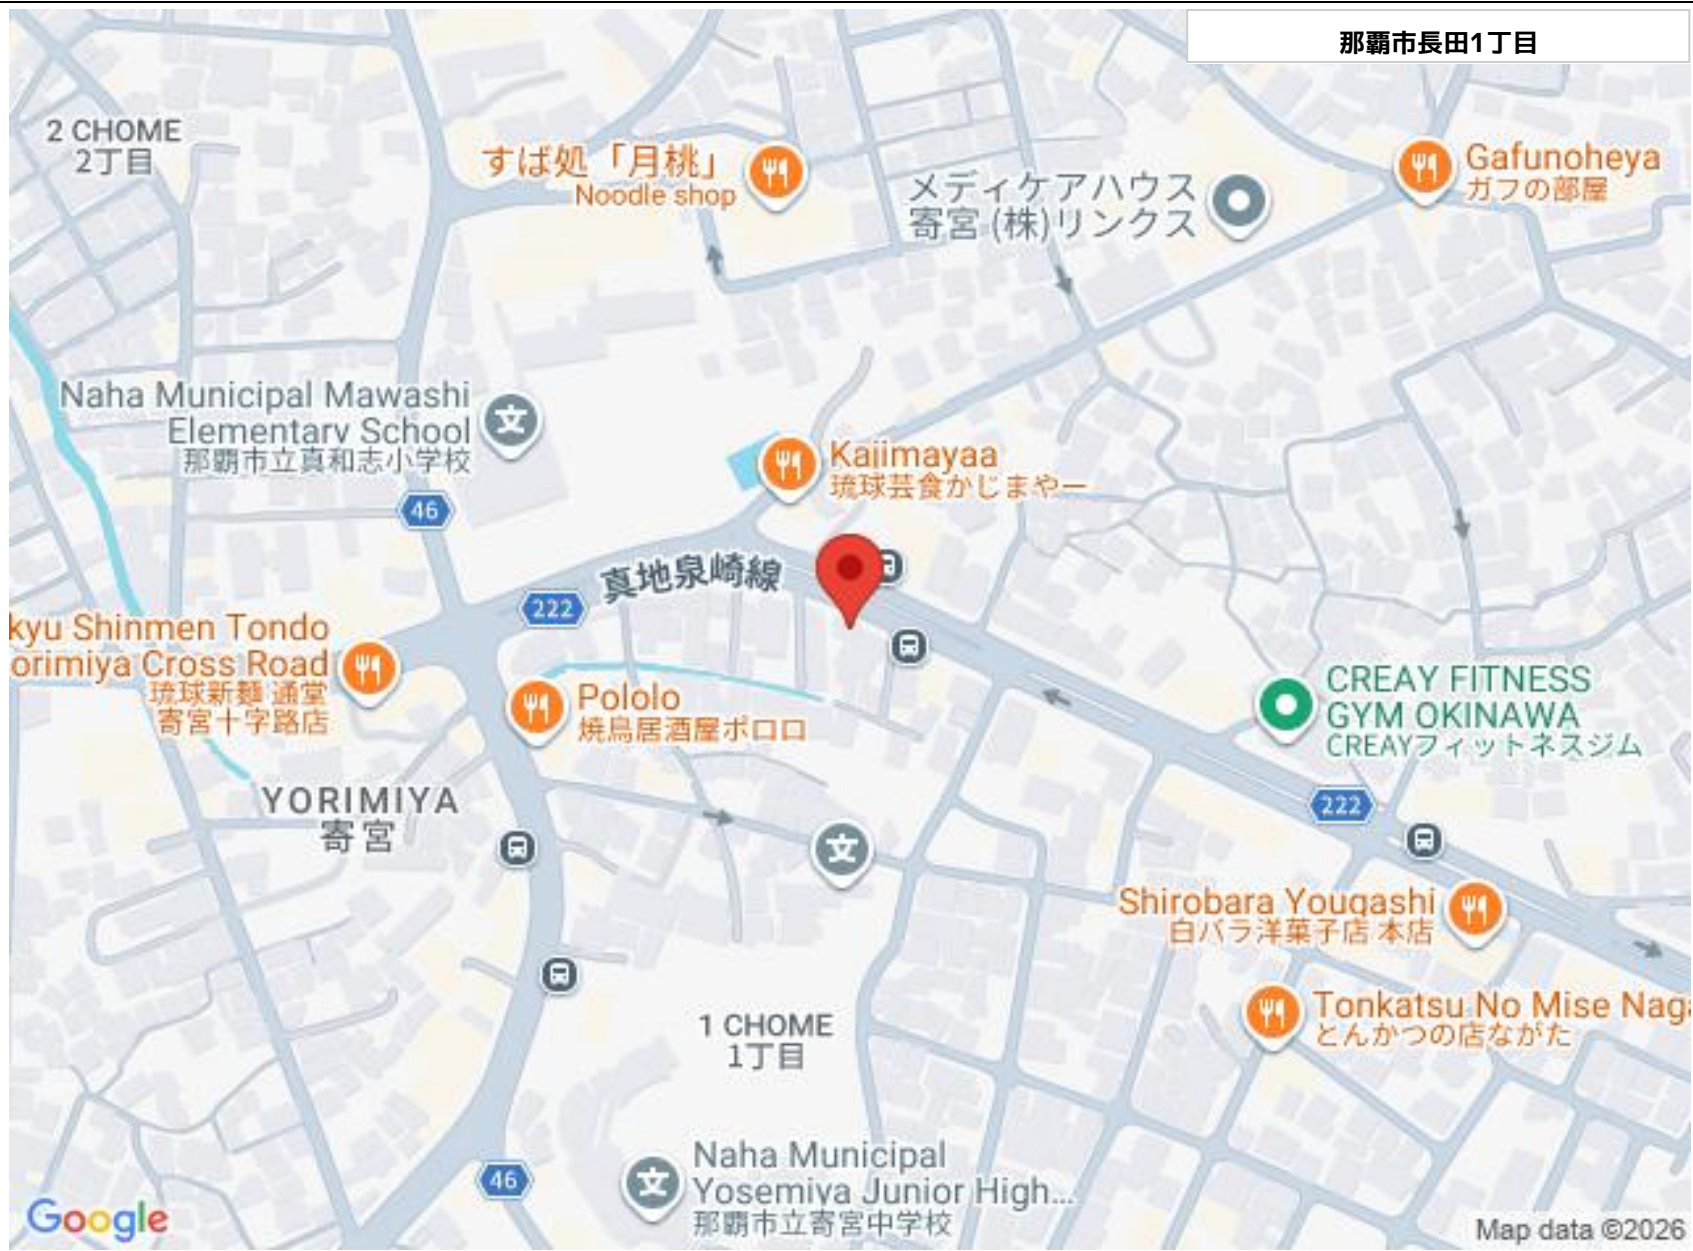 那覇市長田1丁目
2 CHOME
2丁目
すば処「月桃」
Noodle shop
メディケアハウス
寄宮 (株)リンクス
Gafunoheya
ガフの部屋
Naha Municipal Mawashi
Elementary School
那覇市立真和志小学校
Kajimayaa
琉球芸食かじまやー
46
真地泉崎線
222
kyu Shinmen Tondo
orimiya Cross Road
琉球新麺 通堂
寄宮十字路店
Pololo
焼鳥居酒屋ポロロ
CREAY FITNESS
GYM OKINAWA
CREAYフィットネスジム
YORIMIYA
寄宮
222
Shirobara Yougashi
白バラ洋菓子店 本店
Tonkatsu No Mise Naga
とんかつの店ながた
1 CHOME
1丁目
46
Naha Municipal
Yosemiya Junior High...
那覇市立寄宮中学校
Google
Map data ©2026